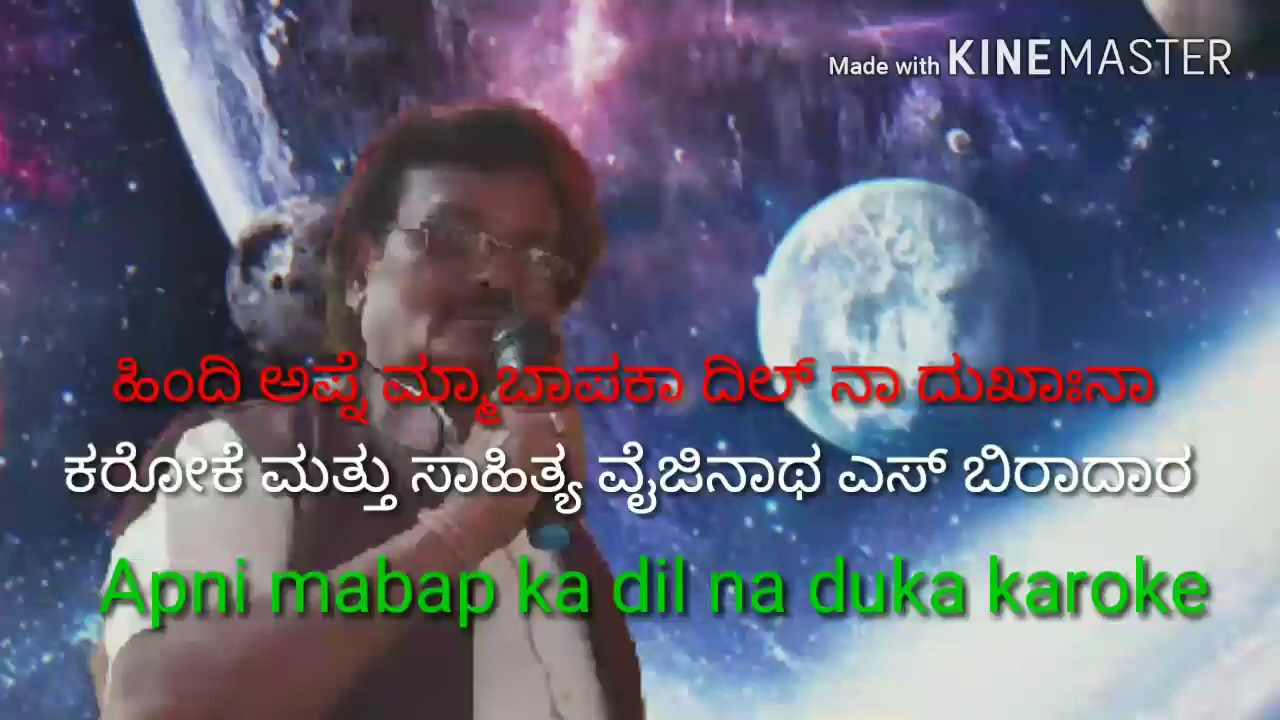 Made with KINEMASTER
ಹಿಂದಿ ಅಪ್ನೆ ಮ್ಮಾಬಾಪಕಾ ದಿಲ್ ನಾ ದುಖಾಃನಾ
ಕರೋಕೆ ಮತ್ತು ಸಾಹಿತ್ಯ ವೈಜಿನಾಥ ಎಸ್ ಬಿರಾದಾರ
Apni mabap ka dil na duka karoke